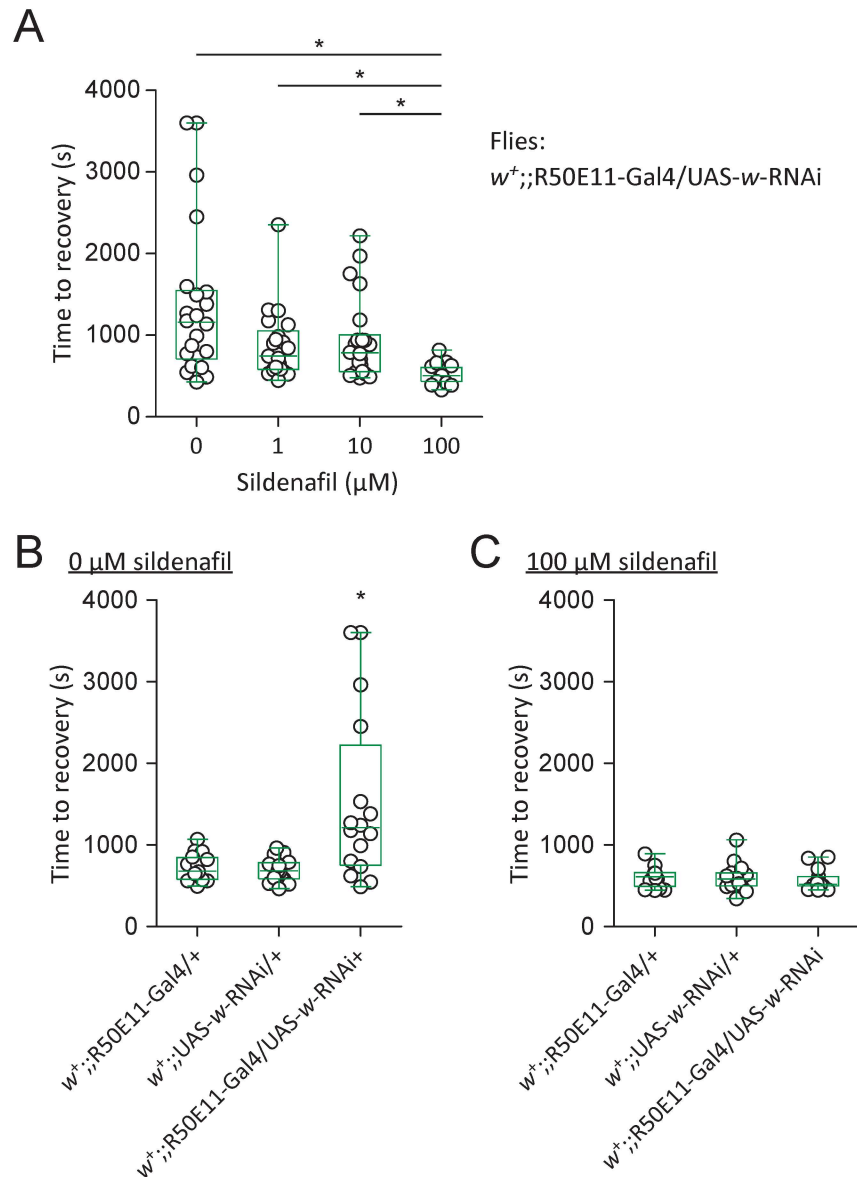 A
*
*
*
4000
3000
2000
1000
0
Time to recovery (s)
0 1 10 100
Sildenafil (µM)
Flies:
w⁺;;R50E11-Gal4/UAS-w-RNAi
B 0 µM sildenafil
4000
3000
2000
1000
0
Time to recovery (s)
*
w⁺;;R50E11-Gal4/+
w⁺;;UAS-w-RNAi/+
w⁺;;R50E11-Gal4/UAS-w-RNAi+
C 100 µM sildenafil
4000
3000
2000
1000
0
Time to recovery (s)
w⁺;;R50E11-Gal4/+
w⁺;;UAS-w-RNAi/+
w⁺;;R50E11-Gal4/UAS-w-RNAi